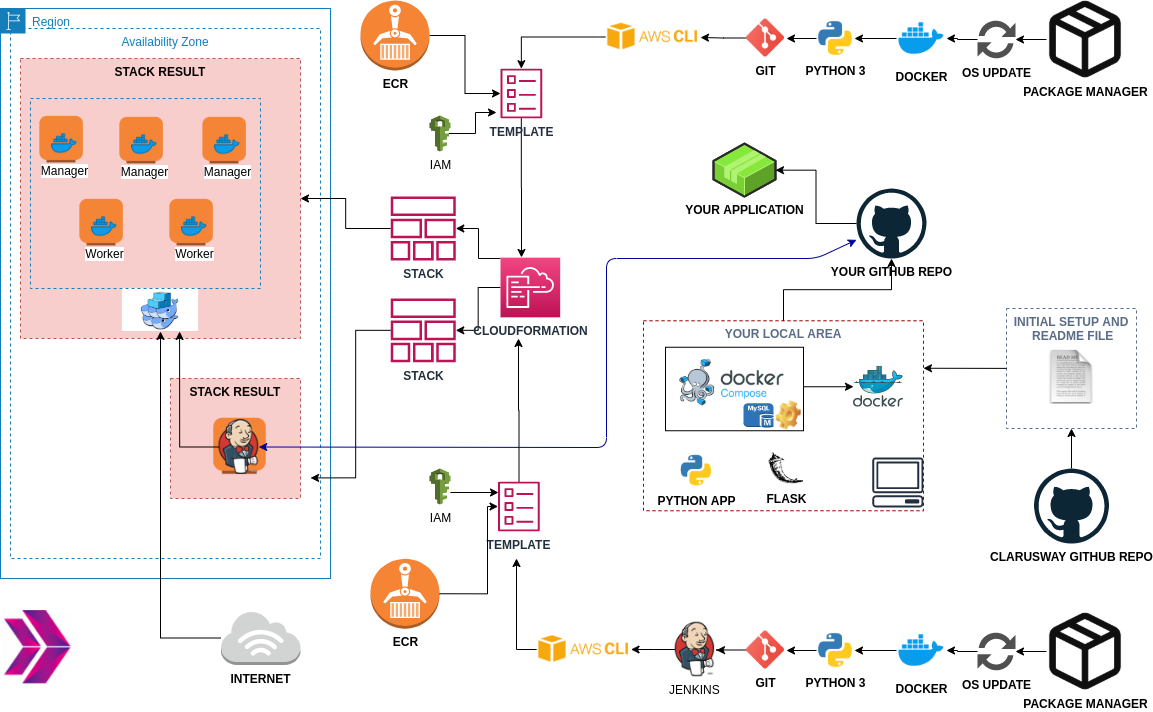 Region
Availability Zone
STACK RESULT
Manager
Manager
Manager
Worker
Worker
STACK RESULT
INTERNET
ECR
IAM
TEMPLATE
AWS CLI
GIT
PYTHON 3
DOCKER
OS UPDATE
PACKAGE MANAGER
STACK
STACK
CLOUDFORMATION
YOUR APPLICATION
YOUR GITHUB REPO
YOUR LOCAL AREA
docker
Compose
MySQL
docker
PYTHON APP
FLASK
INITIAL SETUP AND
README FILE
READ ME
CLARUSWAY GITHUB REPO
IAM
TEMPLATE
ECR
AWS CLI
JENKINS
GIT
PYTHON 3
DOCKER
OS UPDATE
PACKAGE MANAGER